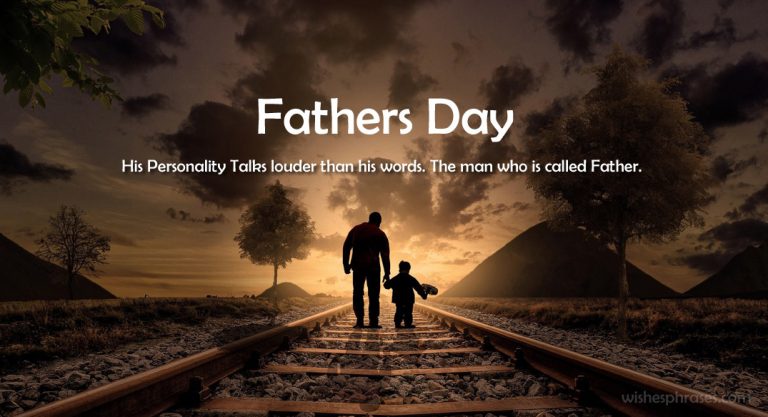 Fathers Day
His Personality Talks louder than his words. The man who is called Father.
wishesphrases.com